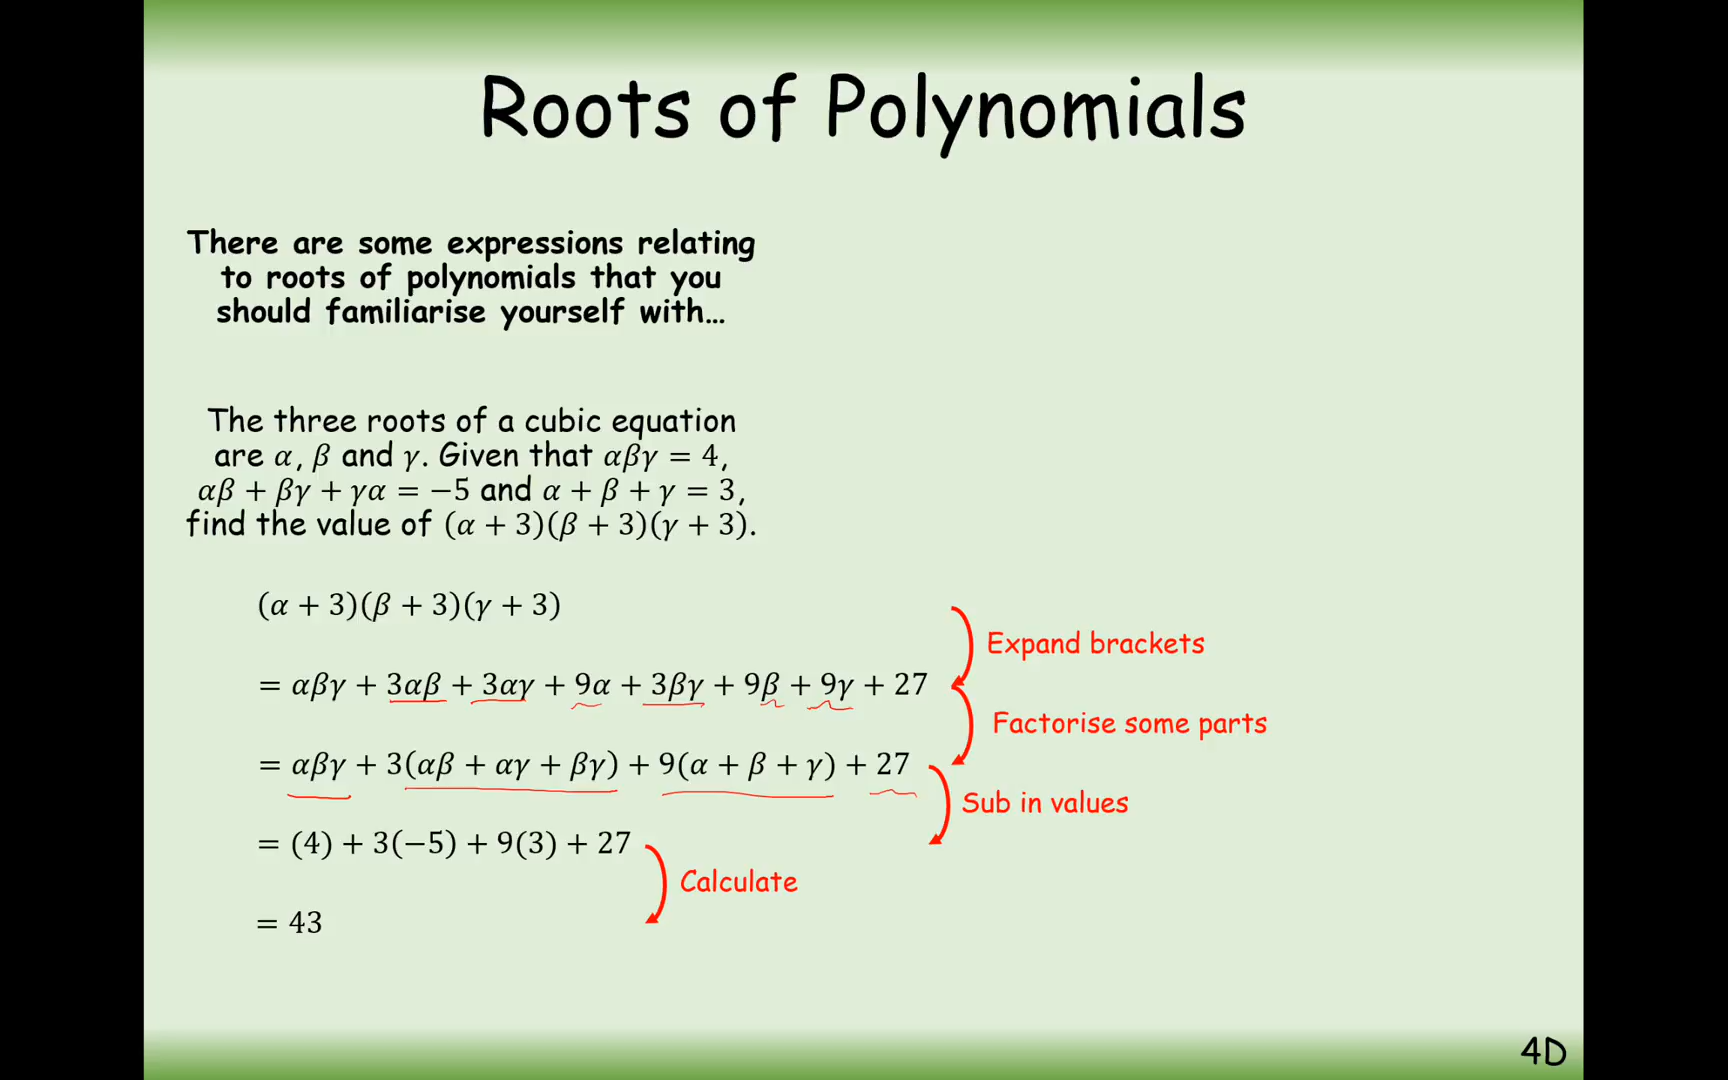 Roots of Polynomials
There are some expressions relating
to roots of polynomials that you
should familiarise yourself with…
The three roots of a cubic equation
are α, β and γ. Given that αβγ = 4,
αβ + βγ + γα = −5 and α + β + γ = 3,
find the value of (α + 3)(β + 3)(γ + 3).
(α + 3)(β + 3)(γ + 3)
Expand brackets
= αβγ + 3αβ + 3αγ + 9α + 3βγ + 9β + 9γ + 27
Factorise some parts
= αβγ + 3(αβ + αγ + βγ) + 9(α + β + γ) + 27
Sub in values
= (4) + 3(−5) + 9(3) + 27
Calculate
= 43
4D